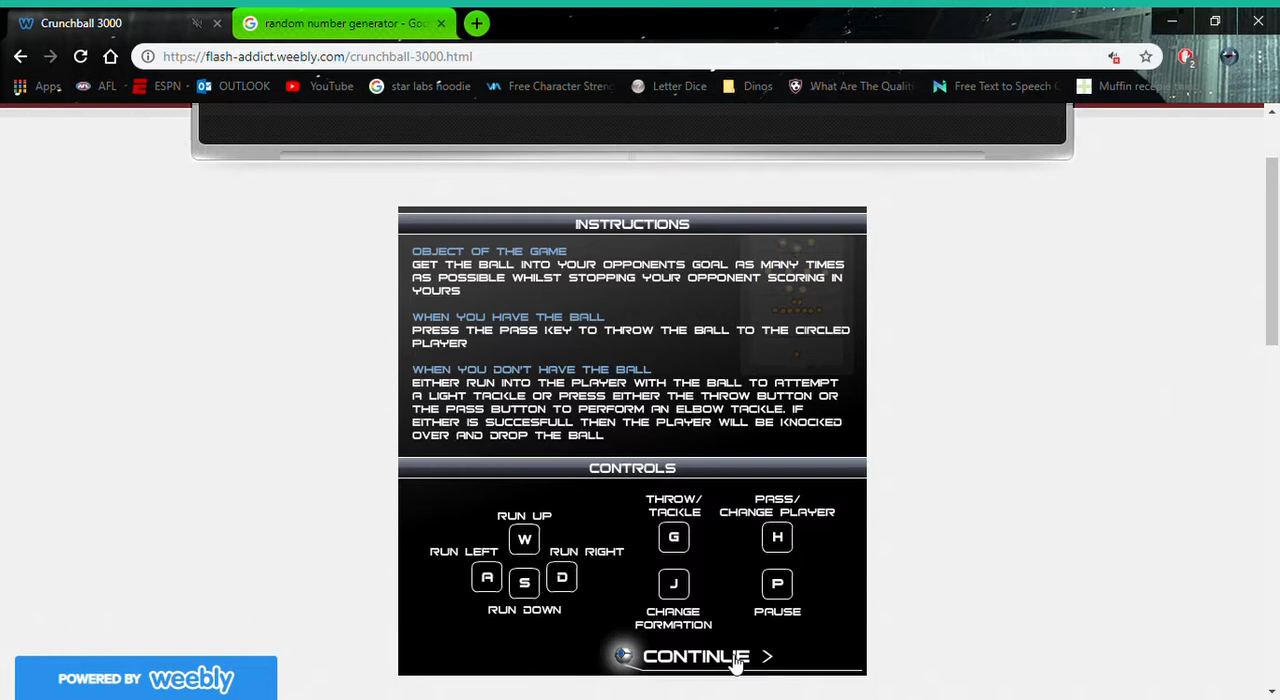 Crunchball 3000
random number generator - Goo
https://flash-addict.weebly.com/crunchball-3000.html
2
Apps AFL ESPN OUTLOOK YouTube star labs noodie Free Character Streng Letter Dice Dinos What Are The Qualiti Free Text to Speech O Muffin recepie
INSTRUCTIONS
OBJECT OF THE GAME
GET THE BALL INTO YOUR OPPONENTS GOAL AS MANY TIMES
AS POSSIBLE WHILST STOPPING YOUR OPPONENT SCORING IN
YOURS
WHEN YOU HAVE THE BALL
PRESS THE PASS KEY TO THROW THE BALL TO THE CIRCLED
PLAYER
WHEN YOU DON'T HAVE THE BALL
EITHER RUN INTO THE PLAYER WITH THE BALL TO ATTEMPT
A LIGHT TACKLE OR PRESS EITHER THE THROW BUTTON OR
THE PASS BUTTON TO PERFORM AN ELBOW TACKLE. IF
EITHER IS SUCCESFULL THEN THE PLAYER WILL BE KNOCKED
OVER AND DROP THE BALL
CONTROLS
THROW/ PASS/
TACKLE CHANGE PLAYER
RUN UP
W G H
RUN LEFT RUN RIGHT
A S D J P
RUN DOWN
CHANGE PAUSE
FORMATION
CONTINUE >
POWERED BY weebly